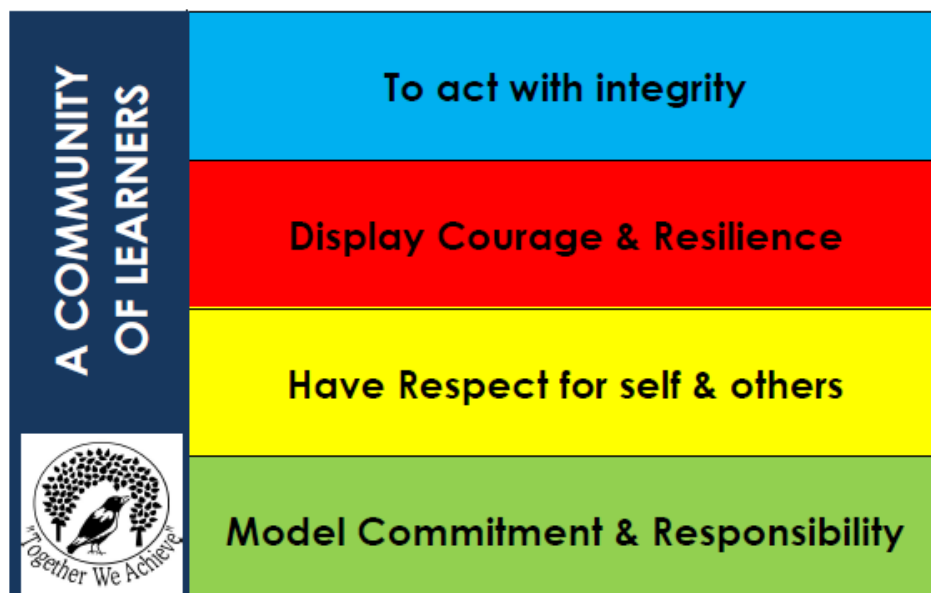 A COMMUNITY
OF LEARNERS
To act with integrity
Display Courage & Resilience
Have Respect for self & others
Model Commitment & Responsibility
"Together We Achieve"